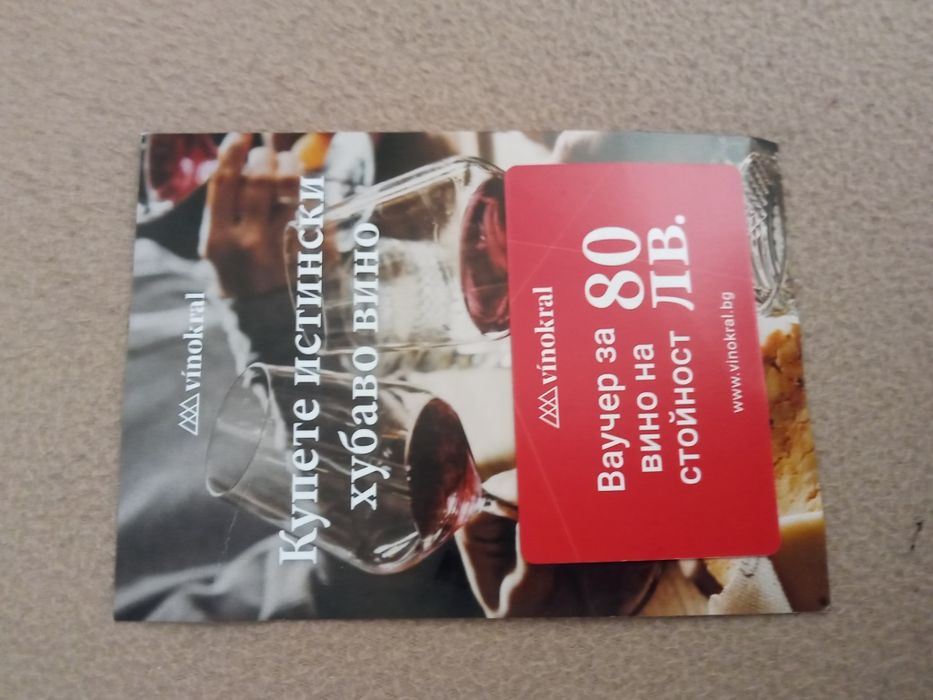 vínokral
Купете истински
хубаво вино
vínokral
Ваучер за
вино на
стойност
80
ЛВ.
www.vinokral.bg